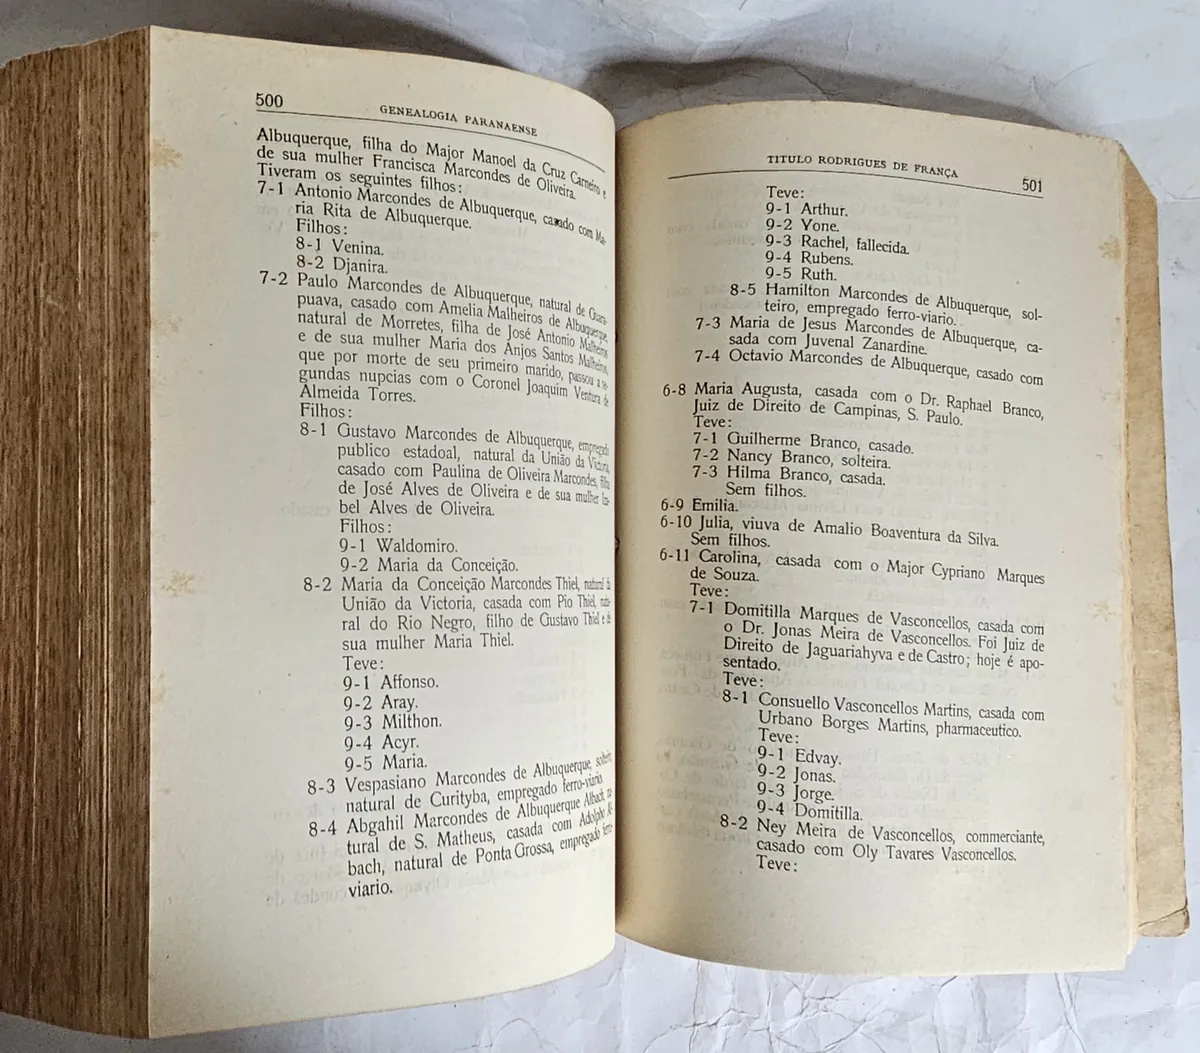 500
GENEALOGIA PARANAENSE
Albuquerque, filha do Major Manoel da Cruz Carneiro e
de sua mulher Francisca Marcondes de Oliveira.
Tiveram os seguintes filhos:
7-1 Antonio Marcondes de Albuquerque, casado com Ma-
ria Rita de Albuquerque.
Filhos:
8-1 Venina.
8-2 Djanira.
7-2 Paulo Marcondes de Albuquerque, natural de Guara-
puava, casado com Amelia Malheiros de Albuquerque,
natural de Morretes, filha de José Antonio Malheiros
e de sua mulher Maria dos Anjos Santos Malheiros,
que por morte de seu primeiro marido, passou a se-
gundas nupcias com o Coronel Joaquim Ventura de
Almeida Torres.
Filhos:
8-1 Gustavo Marcondes de Albuquerque, empregado
publico estadoal, natural da União da Victoria,
casado com Paulina de Oliveira Marcondes, filha
de José Alves de Oliveira e de sua mulher Iza-
bel Alves de Oliveira.
Filhos:
9-1 Waldomiro.
9-2 Maria da Conceição.
8-2 Maria da Conceição Marcondes Thiel, natural da
União da Victoria, casada com Pio Thiel, natu-
ral do Rio Negro, filho de Gustavo Thiel e de
sua mulher Maria Thiel.
Teve:
9-1 Affonso.
9-2 Aray.
9-3 Milthon.
9-4 Acyr.
9-5 Maria.
8-3 Vespasiano Marcondes de Albuquerque, solteiro,
natural de Curityba, empregado ferro-viario.
8-4 Abgahil Marcondes de Albuquerque Albach, na-
tural de S. Matheus, casada com Adolpho Al-
bach, natural de Ponta Grossa, empregado ferro-
viario.
TITULO RODRIGUES DE FRANÇA
501
Teve:
9-1 Arthur.
9-2 Yone.
9-3 Rachel, fallecida.
9-4 Rubens.
9-5 Ruth.
8-5 Hamilton Marcondes de Albuquerque, sol-
teiro, empregado ferro-viario.
7-3 Maria de Jesus Marcondes de Albuquerque, ca-
sada com Juvenal Zanardine.
7-4 Octavio Marcondes de Albuquerque, casado com
6-8 Maria Augusta, casada com o Dr. Raphael Branco,
Juiz de Direito de Campinas, S. Paulo.
Teve:
7-1 Guilherme Branco, casado.
7-2 Nancy Branco, solteira.
7-3 Hilma Branco, casada.
Sem filhos.
6-9 Emilia.
6-10 Julia, viuva de Amalio Boaventura da Silva.
Sem filhos.
6-11 Carolina, casada com o Major Cypriano Marques
de Souza.
Teve:
7-1 Domitilla Marques de Vasconcellos, casada com
o Dr. Jonas Meira de Vasconcellos. Foi Juiz de
Direito de Jaguariahyva e de Castro; hoje é apo-
sentado.
Teve:
8-1 Consuello Vasconcellos Martins, casada com
Urbano Borges Martins, pharmaceutico.
Teve:
9-1 Edvay.
9-2 Jonas.
9-3 Jorge.
9-4 Domitilla.
8-2 Ney Meira de Vasconcellos, commerciante,
casado com Oly Tavares Vasconcellos.
Teve: